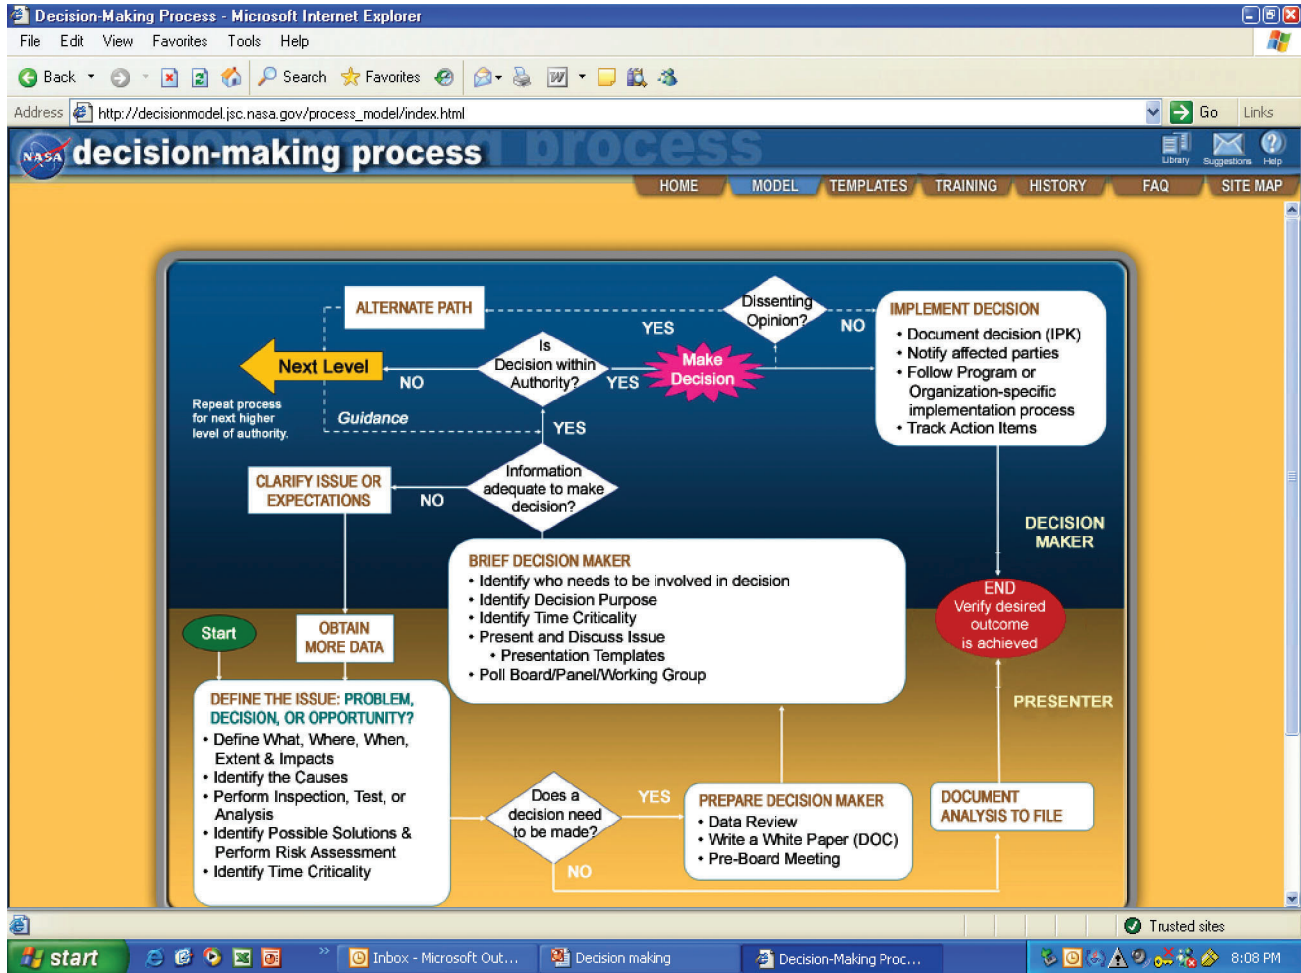 Decision-Making Process - Microsoft Internet Explorer
File Edit View Favorites Tools Help
Back Search Favorites
Address http://decisionmodel.jsc.nasa.gov/process_model/index.html Go Links
NASA decision-making process
Library Suggestions Help
HOME MODEL TEMPLATES TRAINING HISTORY FAQ SITE MAP
ALTERNATE PATH
Dissenting
Opinion?
YES
NO
IMPLEMENT DECISION
• Document decision (IPK)
• Notify affected parties
• Follow Program or
Organization-specific
implementation process
• Track Action Items
Next Level
NO
Is
Decision within
Authority?
YES
Make
Decision
Repeat process
for next higher
level of authority.
Guidance
YES
CLARIFY ISSUE OR
EXPECTATIONS
NO
Information
adequate to make
decision?
DECISION
MAKER
BRIEF DECISION MAKER
• Identify who needs to be involved in decision
• Identify Decision Purpose
• Identify Time Criticality
• Present and Discuss Issue
• Presentation Templates
• Poll Board/Panel/Working Group
END
Verify desired
outcome
is achieved
Start
OBTAIN
MORE DATA
PRESENTER
DEFINE THE ISSUE: PROBLEM,
DECISION, OR OPPORTUNITY?
• Define What, Where, When,
Extent & Impacts
• Identify the Causes
• Perform Inspection, Test, or
Analysis
• Identify Possible Solutions &
Perform Risk Assessment
• Identify Time Criticality
Does a
decision need
to be made?
YES
NO
PREPARE DECISION MAKER
• Data Review
• Write a White Paper (DOC)
• Pre-Board Meeting
DOCUMENT
ANALYSIS TO FILE
Trusted sites
start
Inbox - Microsoft Out...
Decision making
Decision-Making Proc...
8:08 PM